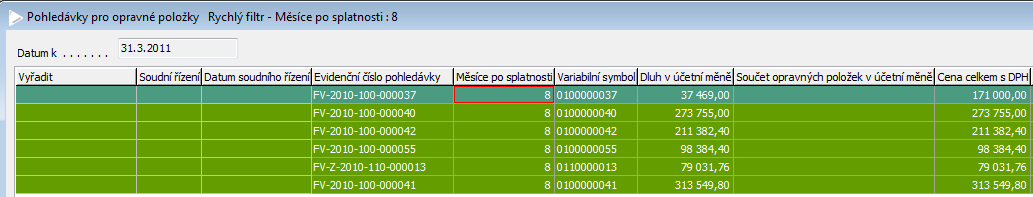 Pohledávky pro opravné položky Rychlý filtr - Měsíce po splatnosti : 8
Datum k . . . . . . . 31.3.2011
Vyřadit Soudní řízení Datum soudního řízení Evidenční číslo pohledávky Měsíce po splatnosti Variabilní symbol Dluh v účetní měně Součet opravných položek v účetní měně Cena celkem s DPH
FV-2010-100-000037 8 0100000037 37 469,00 171 000,00
FV-2010-100-000040 8 0100000040 273 755,00 273 755,00
FV-2010-100-000042 8 0100000042 211 382,40 211 382,40
FV-2010-100-000055 8 0100000055 98 384,40 98 384,40
FV-Z-2010-110-000013 8 0110000013 79 031,76 79 031,76
FV-2010-100-000041 8 0100000041 313 549,80 313 549,80